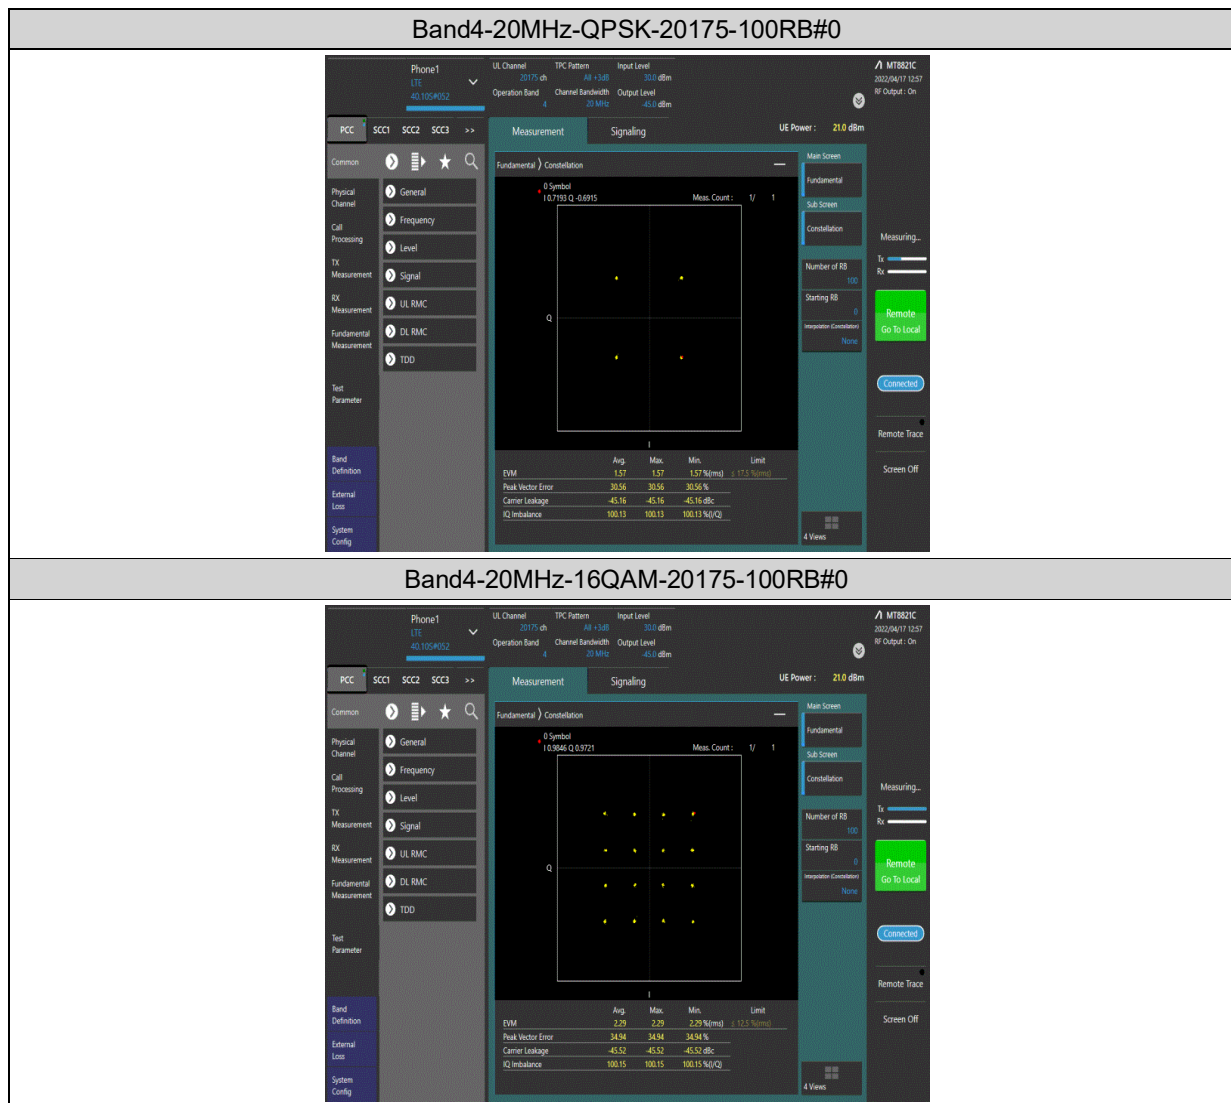 Band4-20MHz-QPSK-20175-100RB#0
Phone1
LTE
40.10S#052
UL Channel TPC Pattern Input Level
20175 ch All +3dB 30.0 dBm
Operation Band Channel Bandwidth Output Level
4 20 MHz -45.0 dBm
MT8821C
2022/04/17 12:57
RF Output : On
PCC SCC1 SCC2 SCC3 >>
Measurement Signaling
UE Power : 21.0 dBm
Common
Physical
Channel
Call
Processing
TX
Measurement
RX
Measurement
Fundamental
Measurement
Test
Parameter
Band
Definition
External
Loss
System
Config
General
Frequency
Level
Signal
UL RMC
DL RMC
TDD
Fundamental Constellation
0 Symbol
I 0.7193 Q -0.6915 Meas. Count : 1/ 1
Q
I
Avg. Max. Min. Limit
EVM 1.57 1.57 1.57 %(rms) ≤ 17.5 %(rms)
Peak Vector Error 30.56 30.56 30.56 %
Carrier Leakage -45.16 -45.16 -45.16 dBc
IQ Imbalance 100.13 100.13 100.13 %(I/Q)
Main Screen
Fundamental
Sub Screen
Constellation
Number of RB
100
Starting RB
0
Interpolation (Constellation)
None
4 Views
Measuring...
Tx
Rx
Remote
Go To Local
Connected
Remote Trace
Screen Off
Band4-20MHz-16QAM-20175-100RB#0
Phone1
LTE
40.10S#052
UL Channel TPC Pattern Input Level
20175 ch All +3dB 30.0 dBm
Operation Band Channel Bandwidth Output Level
4 20 MHz -45.0 dBm
MT8821C
2022/04/17 12:57
RF Output : On
PCC SCC1 SCC2 SCC3 >>
Measurement Signaling
UE Power : 21.0 dBm
Common
Physical
Channel
Call
Processing
TX
Measurement
RX
Measurement
Fundamental
Measurement
Test
Parameter
Band
Definition
External
Loss
System
Config
General
Frequency
Level
Signal
UL RMC
DL RMC
TDD
Fundamental Constellation
0 Symbol
I 0.9846 Q 0.9721 Meas. Count : 1/ 1
Q
I
Avg. Max. Min. Limit
EVM 2.29 2.29 2.29 %(rms) ≤ 12.5 %(rms)
Peak Vector Error 34.94 34.94 34.94 %
Carrier Leakage -45.52 -45.52 -45.52 dBc
IQ Imbalance 100.15 100.15 100.15 %(I/Q)
Main Screen
Fundamental
Sub Screen
Constellation
Number of RB
100
Starting RB
0
Interpolation (Constellation)
None
4 Views
Measuring...
Tx
Rx
Remote
Go To Local
Connected
Remote Trace
Screen Off